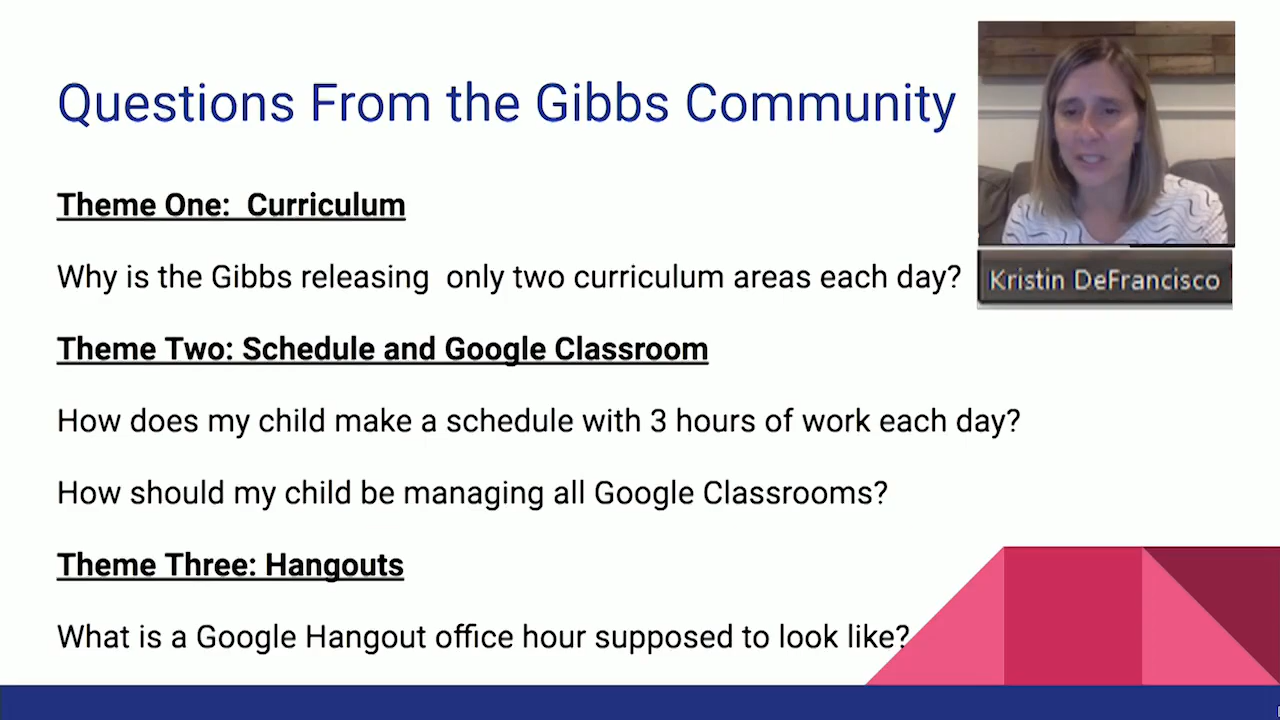 Questions From the Gibbs Community
Theme One:  Curriculum
Why is the Gibbs releasing  only two curriculum areas each day?
Kristin DeFrancisco
Theme Two: Schedule and Google Classroom
How does my child make a schedule with 3 hours of work each day?
How should my child be managing all Google Classrooms?
Theme Three: Hangouts
What is a Google Hangout office hour supposed to look like?